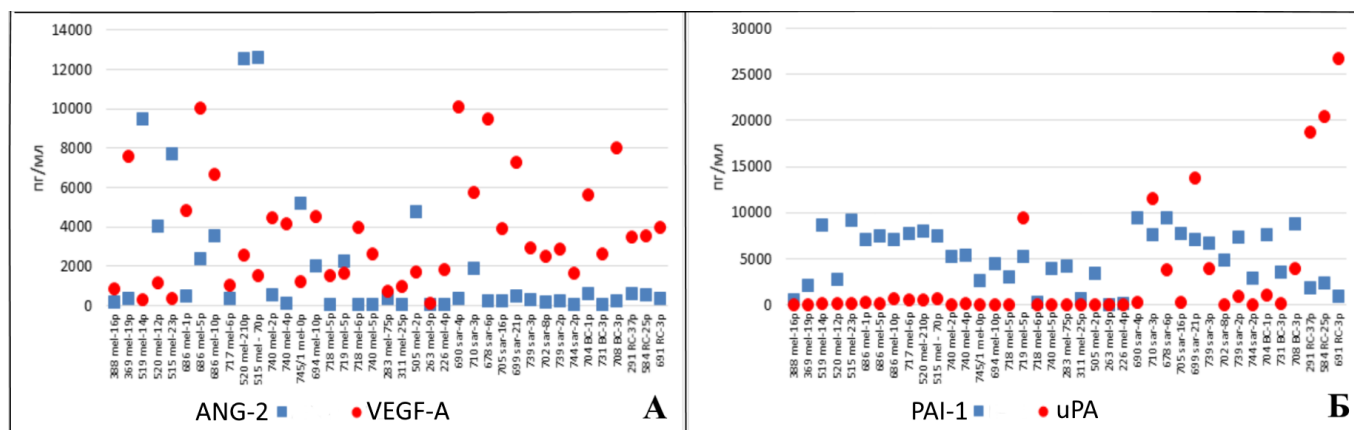 14000
12000
10000
8000
6000
4000
2000
0
пг/мл
388 mel-16p
369 mel-19p
519 mel-14p
520 mel-12p
515 mel-23p
686 mel-1p
686 mel-5p
686 mel-10p
717 mel-6p
520 mel-210p
515 mel - 70p
740 mel-2p
740 mel-4p
745/1 mel-0p
694 mel-10p
718 mel-5p
719 mel-5p
718 mel-6p
740 mel-5p
283 mel-75p
311 mel-25p
505 mel-2p
263 mel-9p
226 mel-4p
690 sar-4p
710 sar-3p
678 sar-6p
705 sar-16p
699 sar-21p
739 sar-3p
702 sar-8p
739 sar-2p
744 sar-2p
704 BC-1p
731 BC-3p
708 BC-3p
291 RC-37p
584 RC-25p
691 RC-3p
ANG-2 VEGF-A А
30000
25000
20000
15000
10000
5000
0
пг/мл
388 mel-16p
369 mel-19p
519 mel-14p
520 mel-12p
515 mel-23p
686 mel-1p
686 mel-5p
686 mel-10p
717 mel-6p
520 mel-210p
515 mel - 70p
740 mel-2p
740 mel-4p
745/1 mel-0p
694 mel-10p
718 mel-5p
719 mel-5p
718 mel-6p
740 mel-5p
283 mel-75p
311 mel-25p
505 mel-2p
263 mel-9p
226 mel-4p
690 sar-4p
710 sar-3p
678 sar-6p
705 sar-16p
699 sar-21p
739 sar-3p
702 sar-8p
739 sar-2p
744 sar-2p
704 BC-1p
731 BC-3p
708 BC-3p
291 RC-37p
584 RC-25p
691 RC-3p
PAI-1 uPA Б